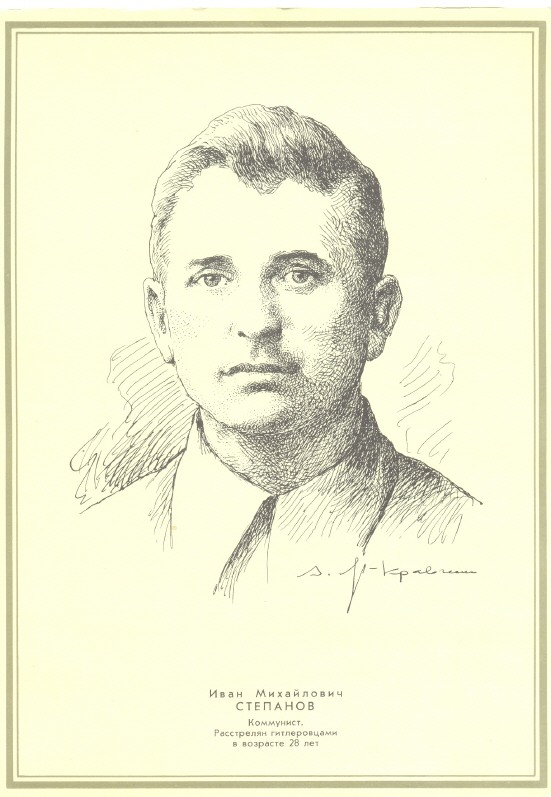 Иван Михайлович
СТЕПАНОВ
Коммунист.
Расстрелян гитлеровцами
в возрасте 28 лет